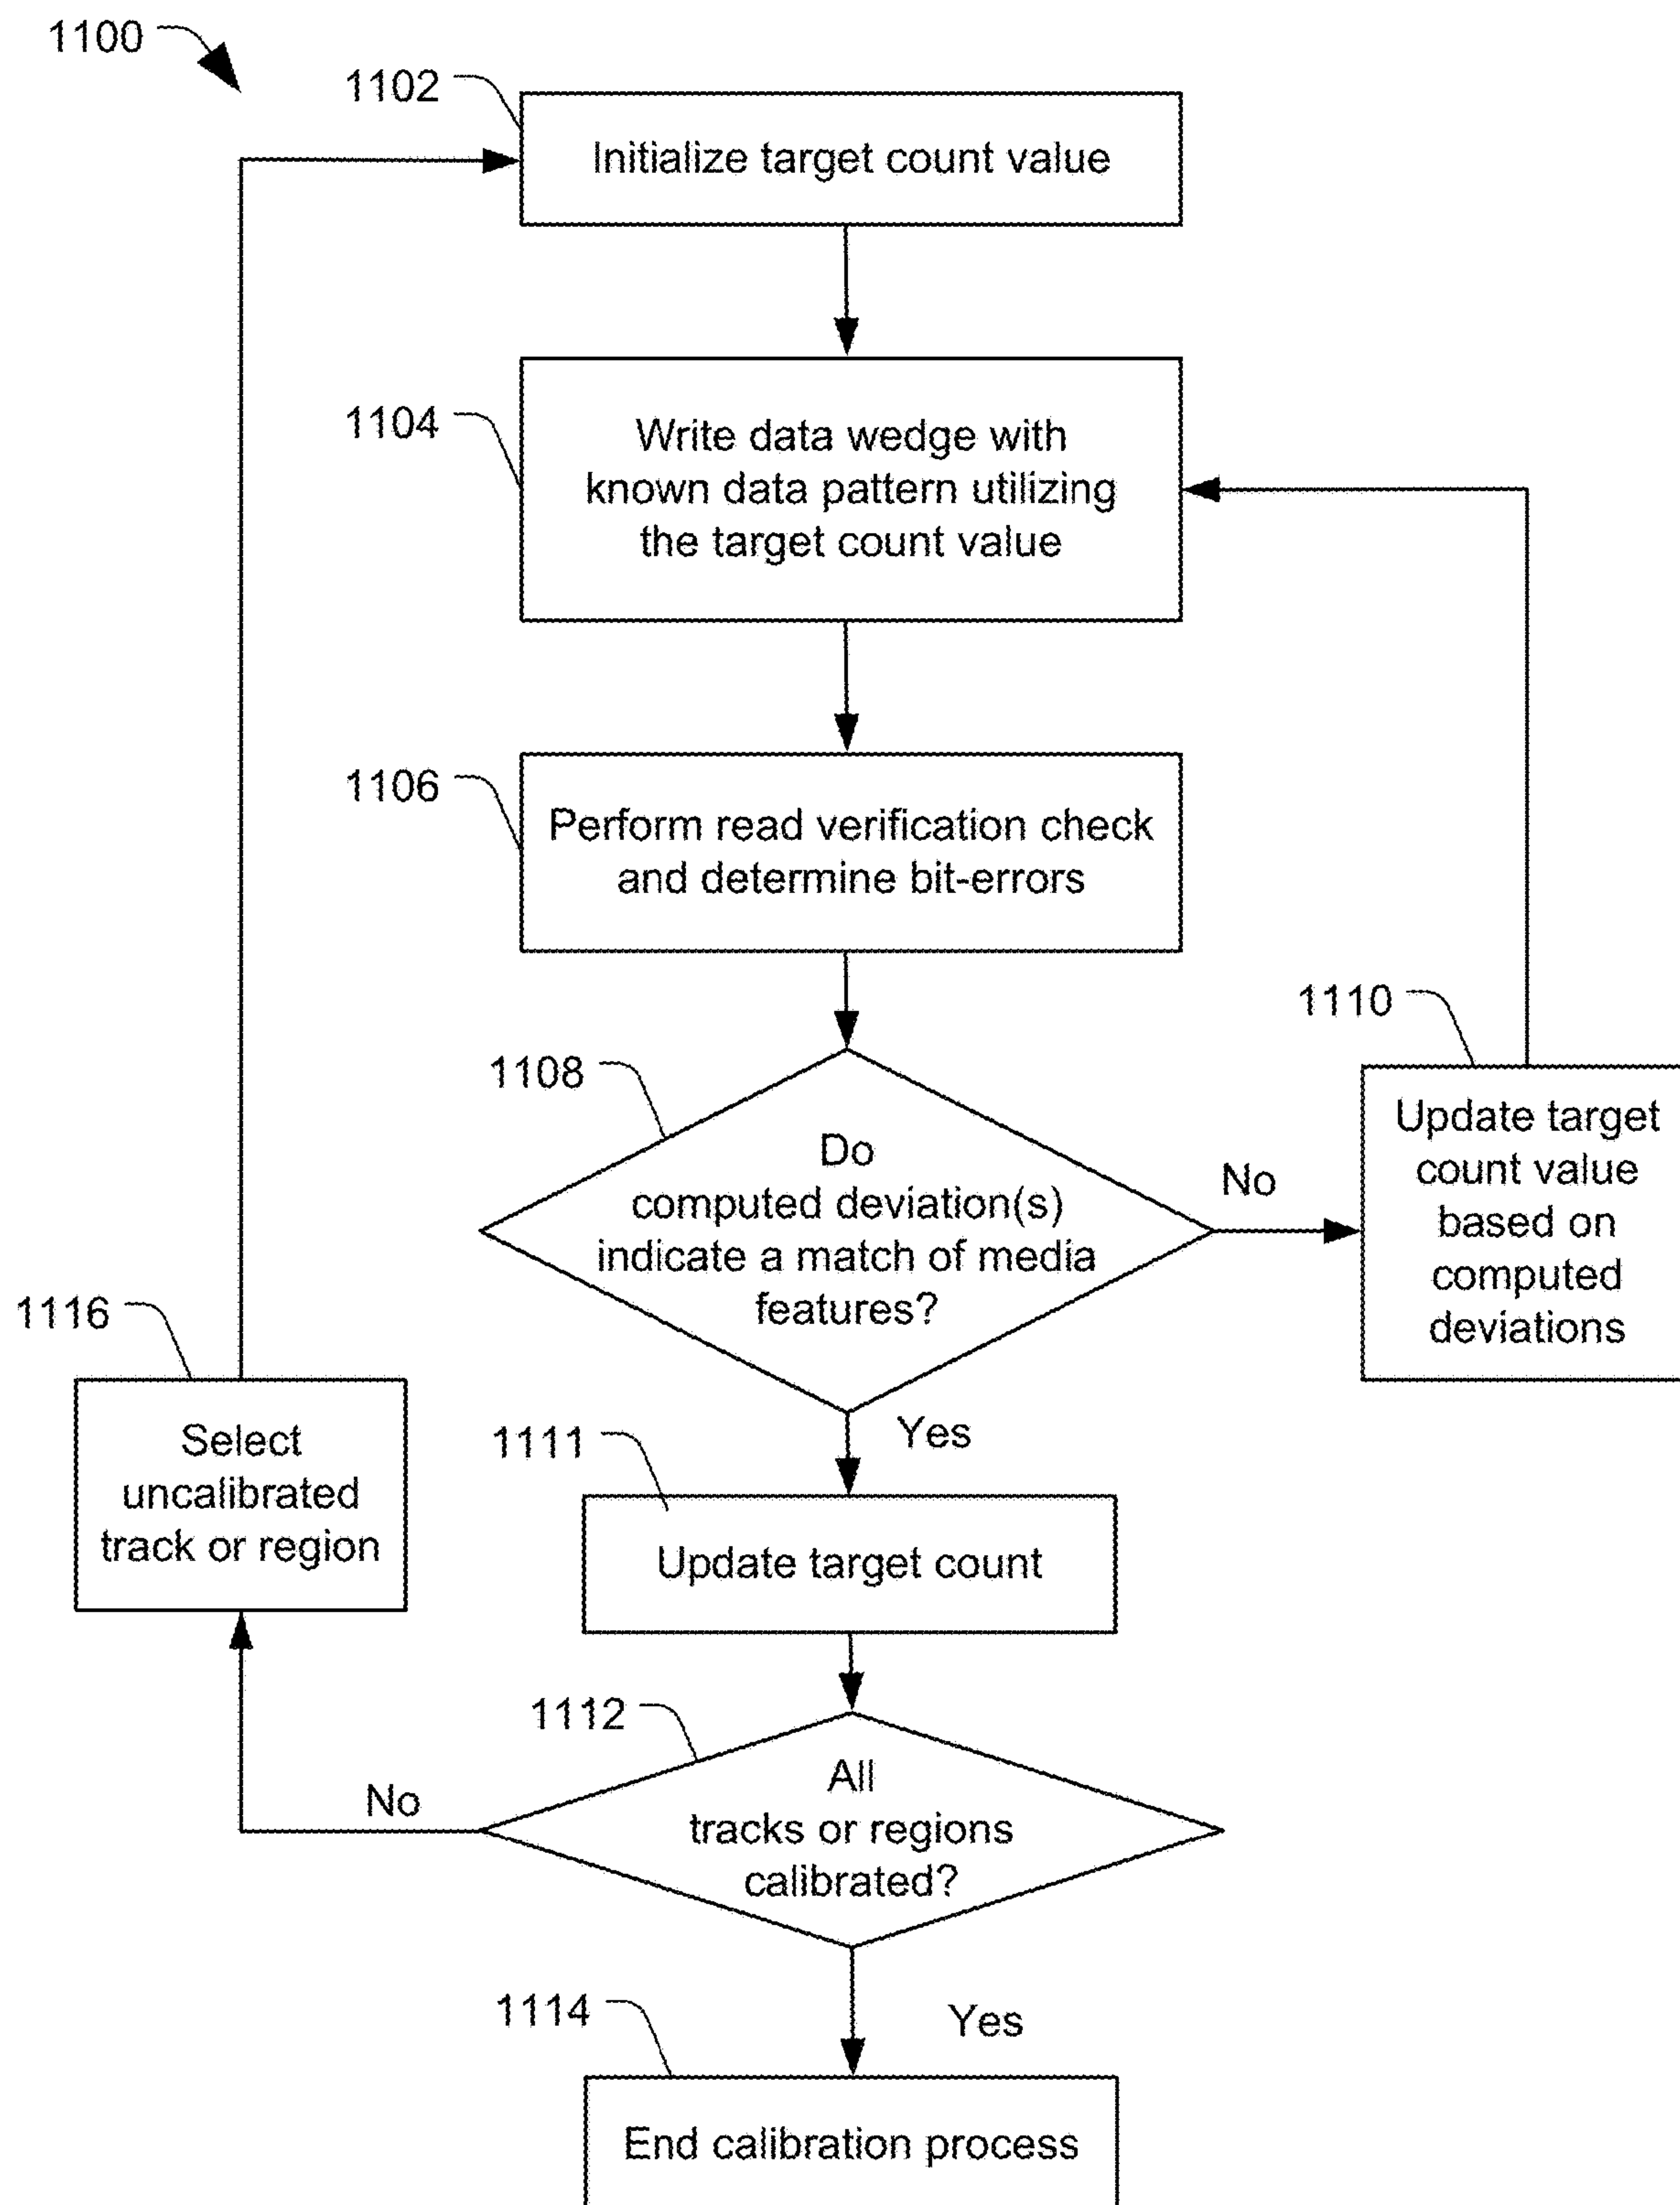 1100
1102
Initialize target count value
1104
Write data wedge with
known data pattern utilizing
the target count value
1106
Perform read verification check
and determine bit-errors
1108
Do
computed deviation(s)
indicate a match of media
features?
No
1110
Update target
count value
based on
computed
deviations
Yes
1111
Update target count
1116
Select
uncalibrated
track or region
1112
All
tracks or regions
calibrated?
No
Yes
1114
End calibration process